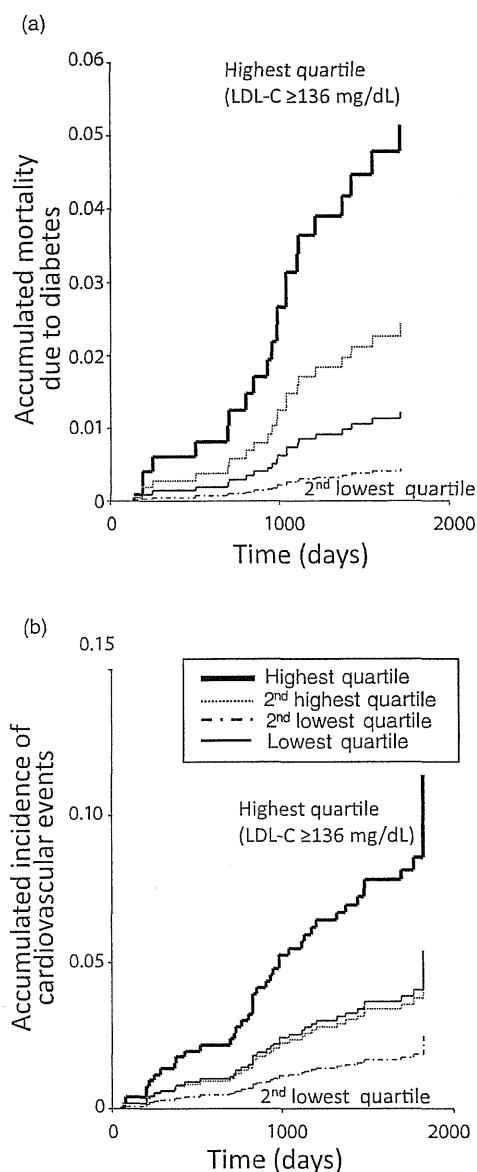 (a)
0.06
0.05
0.04
0.03
0.02
0.01
0
Accumulated mortality
due to diabetes
Highest quartile
(LDL-C ≥136 mg/dL)
2nd lowest quartile
0
1000
2000
Time (days)
(b)
0.15
0.10
0.05
0
Accumulated incidence of
cardiovascular events
Highest quartile
2nd highest quartile
2nd lowest quartile
Lowest quartile
Highest quartile
(LDL-C ≥136 mg/dL)
2nd lowest quartile
0
1000
2000
Time (days)